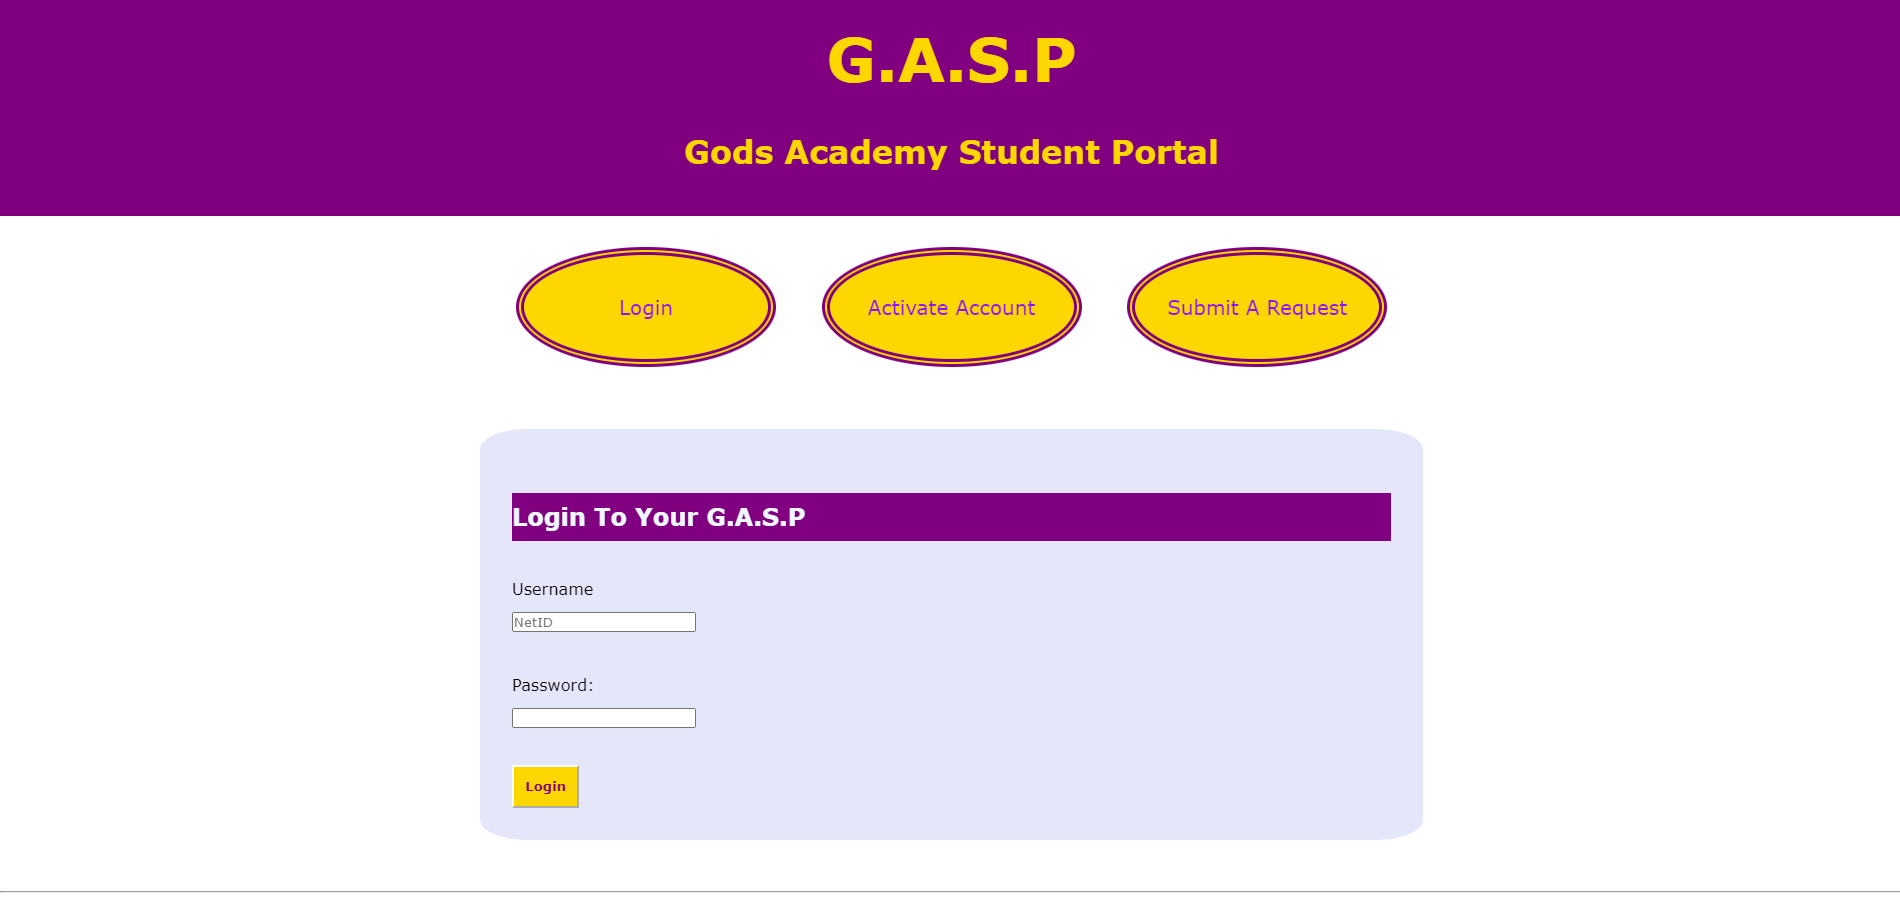 G.A.S.P
Gods Academy Student Portal
Login
Activate Account
Submit A Request
Login To Your G.A.S.P
Username
NetID
Password:
Login